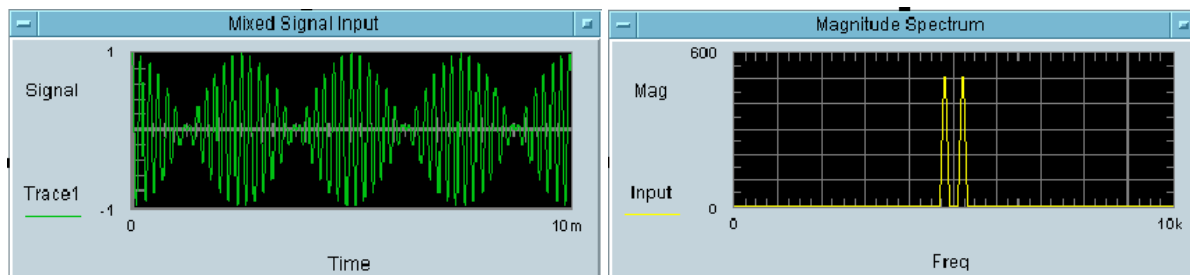 Mixed Signal Input
1
Signal
Trace1
-1
0
10m
Time
Magnitude Spectrum
600
Mag
Input
0
0
10k
Freq